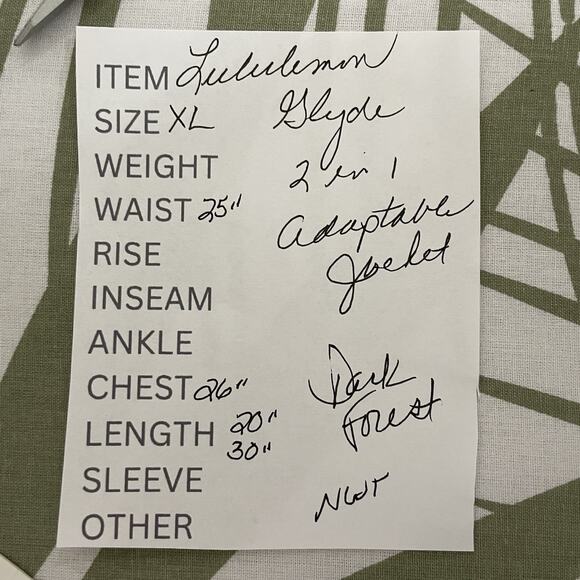 ITEM Lululemon
SIZE XL Glyde
WEIGHT 2 in 1
WAIST 25" adaptable
RISE Jacket
INSEAM
ANKLE Dark
CHEST 26" Forest
LENGTH 20"
30"
SLEEVE NWT
OTHER